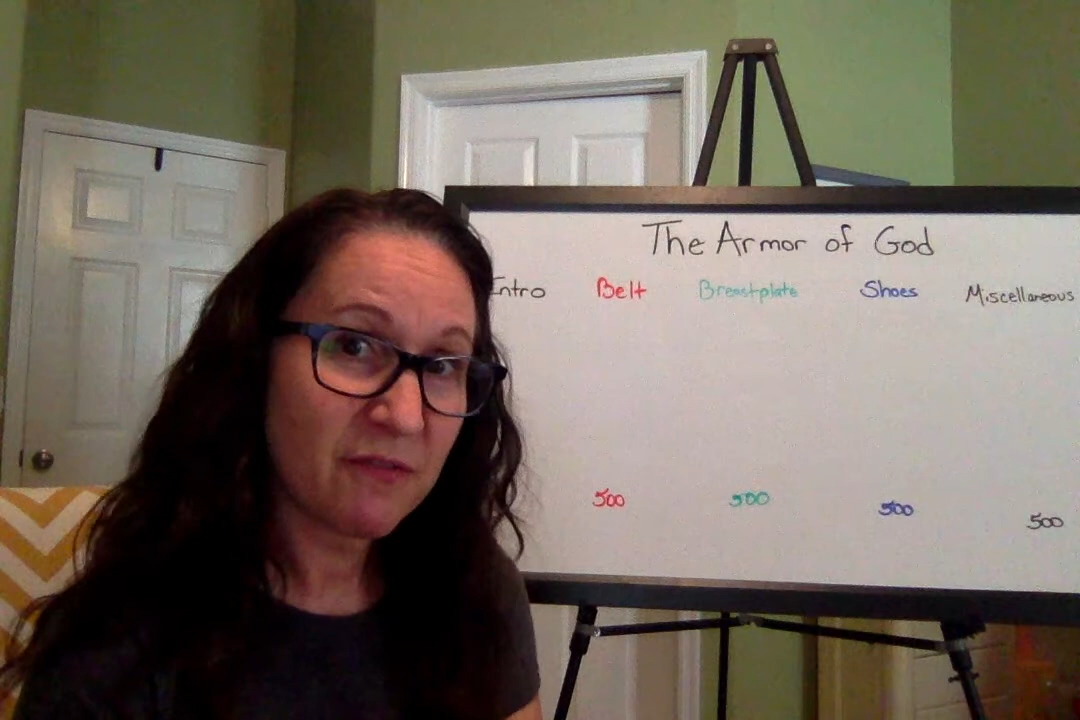 The Armor of God
Intro Belt Breastplate Shoes Miscellaneous
500 500 500 500